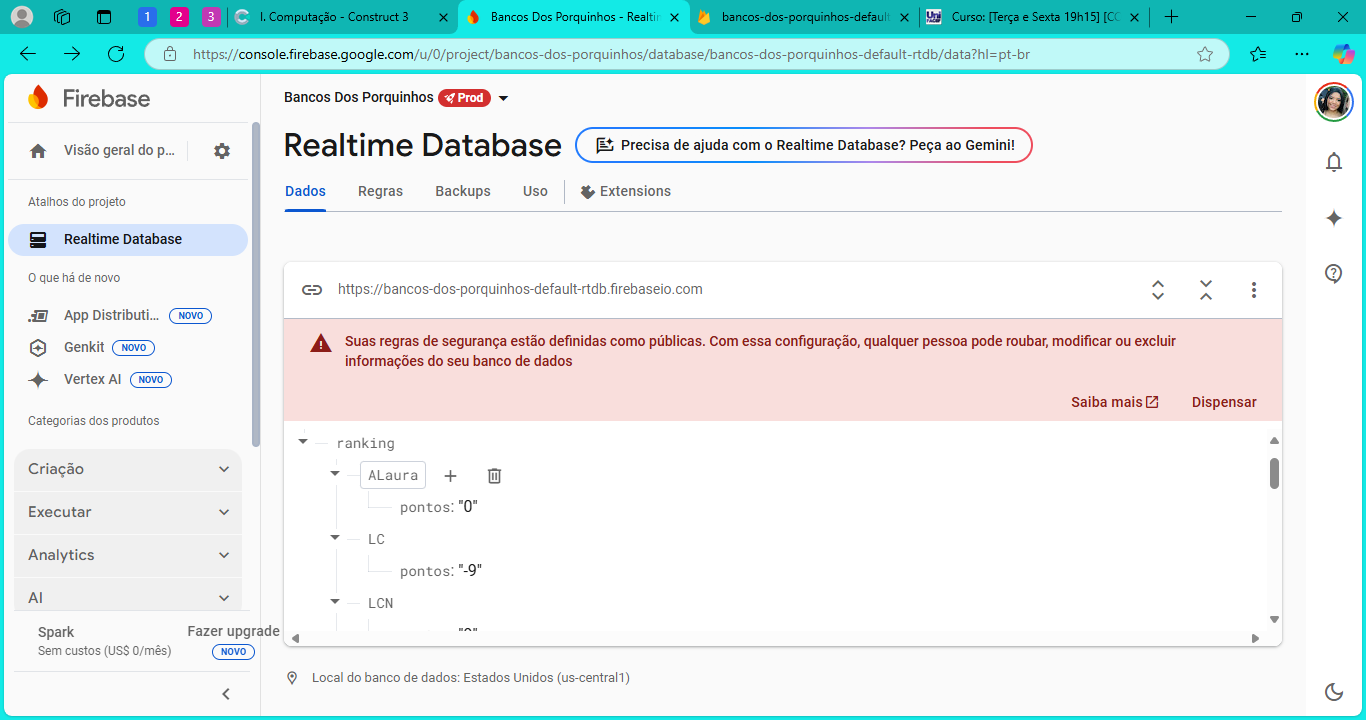 1
2
3
I. Computação - Construct 3
Bancos Dos Porquinhos - Realtim
bancos-dos-porquinhos-default
Uni
FACEF
Curso: [Terça e Sexta 19h15] [CC
https://console.firebase.google.com/u/0/project/bancos-dos-porquinhos/database/bancos-dos-porquinhos-default-rtdb/data?hl=pt-br
Firebase
Bancos Dos Porquinhos
Prod
Visão geral do p...
Realtime Database
Precisa de ajuda com o Realtime Database? Peça ao Gemini!
Dados
Regras
Backups
Uso
Extensions
Atalhos do projeto
Realtime Database
O que há de novo
App Distributi...
NOVO
Genkit
NOVO
Vertex AI
NOVO
Categorias dos produtos
Criação
Executar
Analytics
AI
Spark
Sem custos (US$ 0/mês)
Fazer upgrade
NOVO
https://bancos-dos-porquinhos-default-rtdb.firebaseio.com
Suas regras de segurança estão definidas como públicas. Com essa configuração, qualquer pessoa pode roubar, modificar ou excluir
informações do seu banco de dados
Saiba mais
Dispensar
ranking
ALaura
pontos: "0"
LC
pontos: "-9"
LCN
Local do banco de dados: Estados Unidos (us-central1)